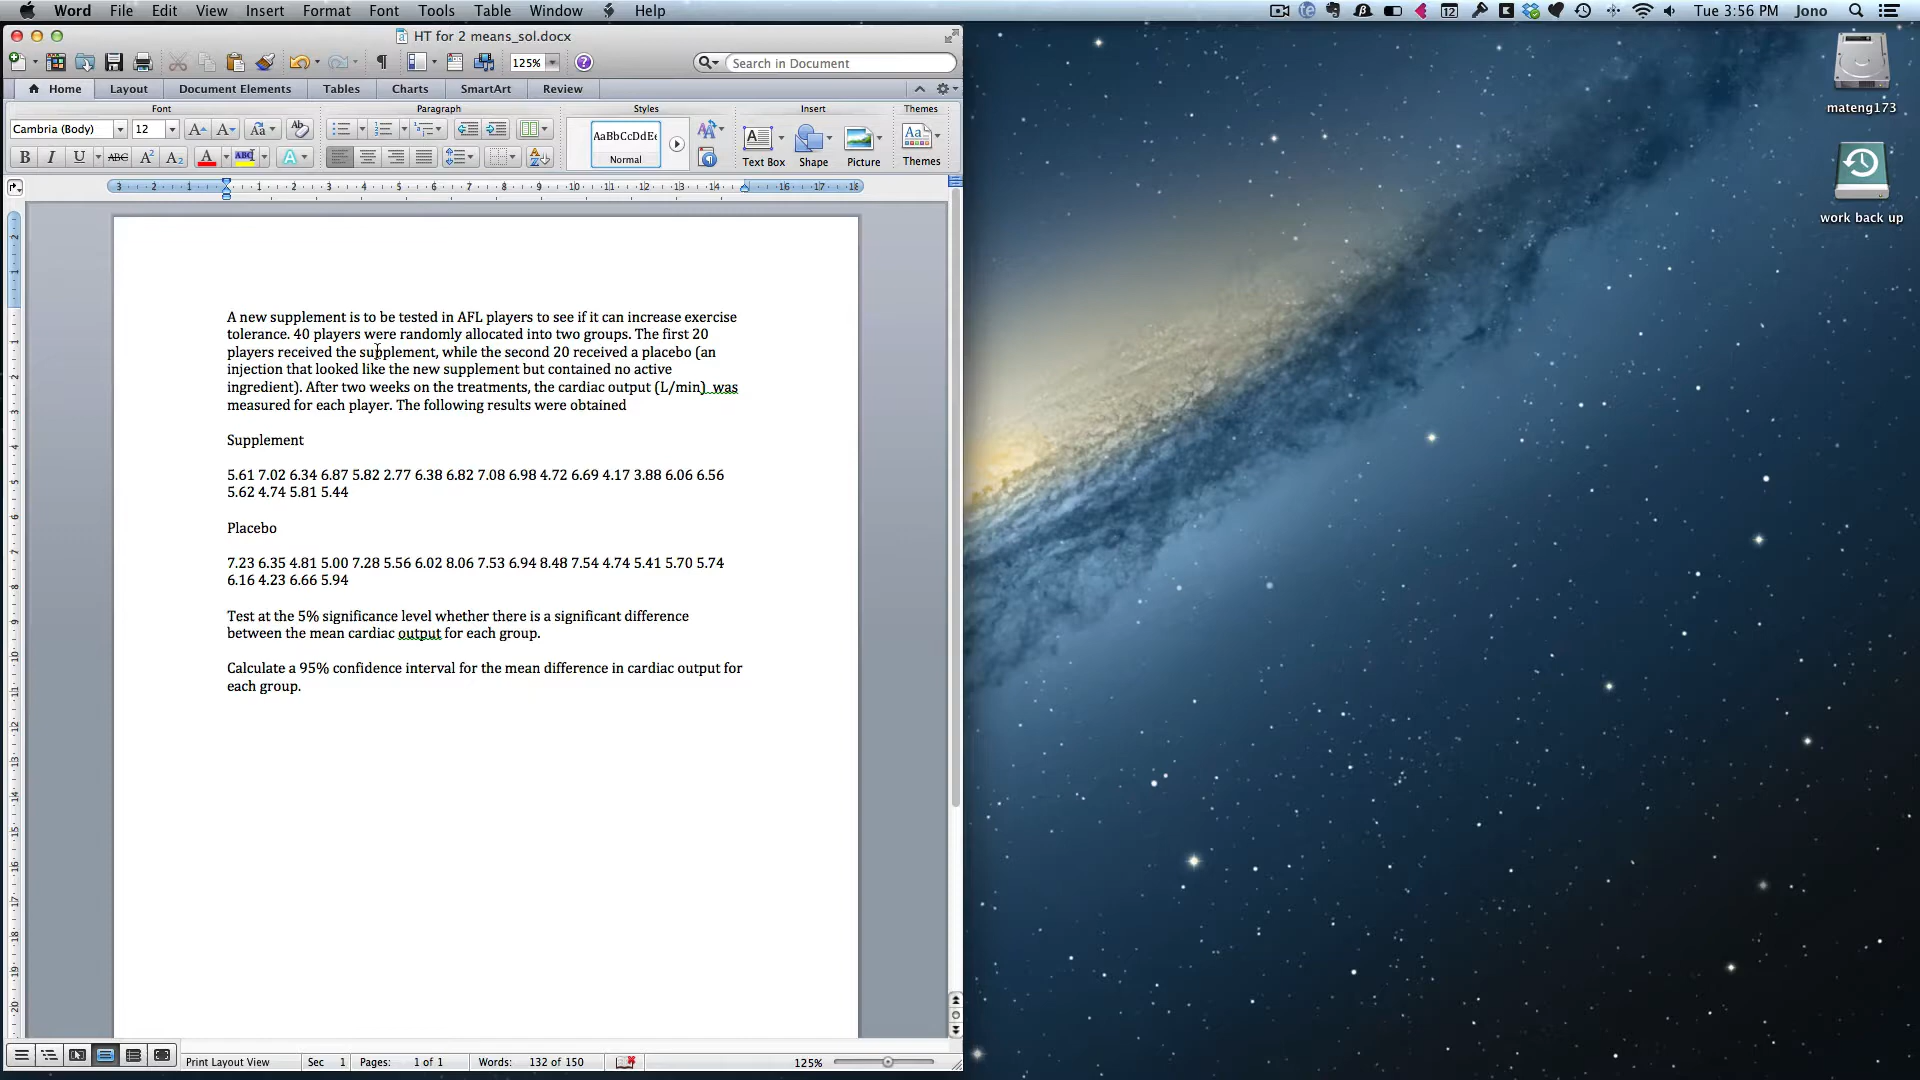 Word File Edit View Insert Format Font Tools Table Window Help
Tue 3:56 PM Jono
HT for 2 means_sol.docx
125%
Search in Document
Home Layout Document Elements Tables Charts SmartArt Review
Font Paragraph Styles Insert Themes
Cambria (Body) 12
AaBbCcDdEe
Normal
Text Box Shape Picture Themes
A new supplement is to be tested in AFL players to see if it can increase exercise
tolerance. 40 players were randomly allocated into two groups. The first 20
players received the supplement, while the second 20 received a placebo (an
injection that looked like the new supplement but contained no active
ingredient). After two weeks on the treatments, the cardiac output (L/min) was
measured for each player. The following results were obtained
Supplement
5.61 7.02 6.34 6.87 5.82 2.77 6.38 6.82 7.08 6.98 4.72 6.69 4.17 3.88 6.06 6.56
5.62 4.74 5.81 5.44
Placebo
7.23 6.35 4.81 5.00 7.28 5.56 6.02 8.06 7.53 6.94 8.48 7.54 4.74 5.41 5.70 5.74
6.16 4.23 6.66 5.94
Test at the 5% significance level whether there is a significant difference
between the mean cardiac output for each group.
Calculate a 95% confidence interval for the mean difference in cardiac output for
each group.
Print Layout View Sec 1 Pages: 1 of 1 Words: 132 of 150 125%
mateng173
work back up